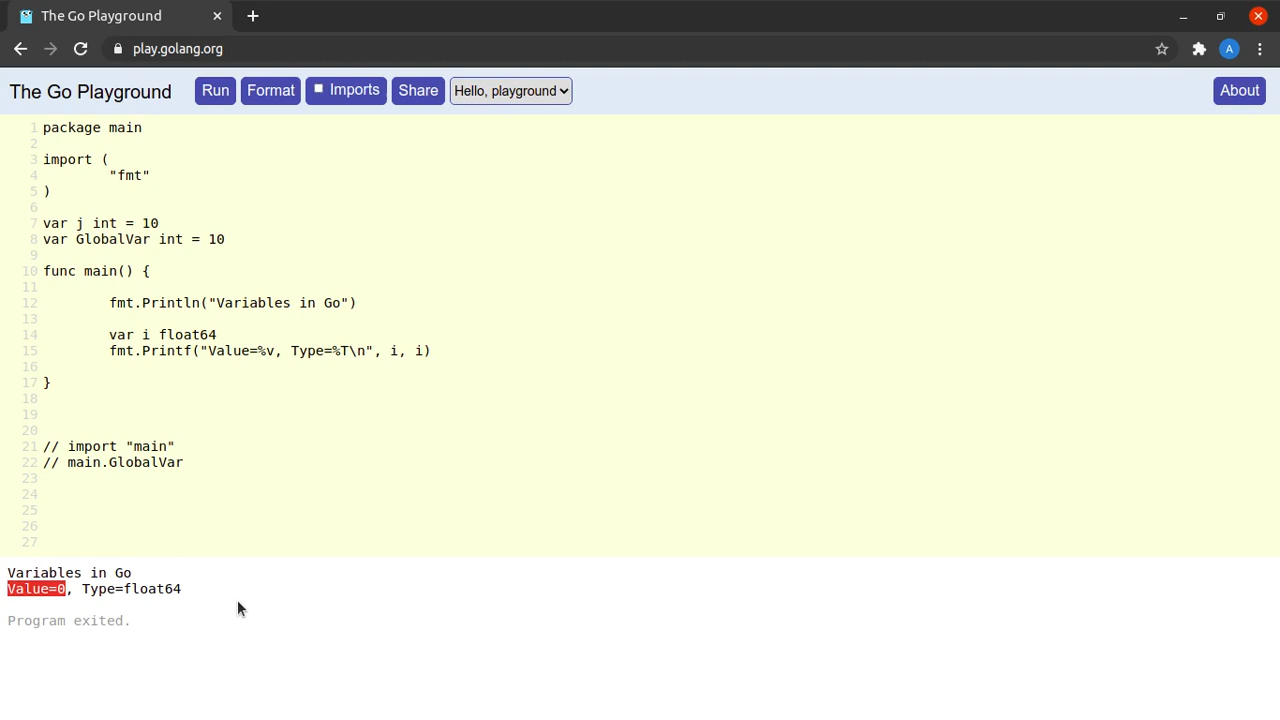 The Go Playground
play.golang.org
A
The Go Playground Run Format Imports Share Hello, playground About
1 package main
2
3 import (
4 "fmt"
5 )
6
7 var j int = 10
8 var GlobalVar int = 10
9
10 func main() {
11
12 fmt.Println("Variables in Go")
13
14 var i float64
15 fmt.Printf("Value=%v, Type=%T\n", i, i)
16
17 }
18
19
20
21 // import "main"
22 // main.GlobalVar
23
24
25
26
27
Variables in Go
Value=0, Type=float64
Program exited.